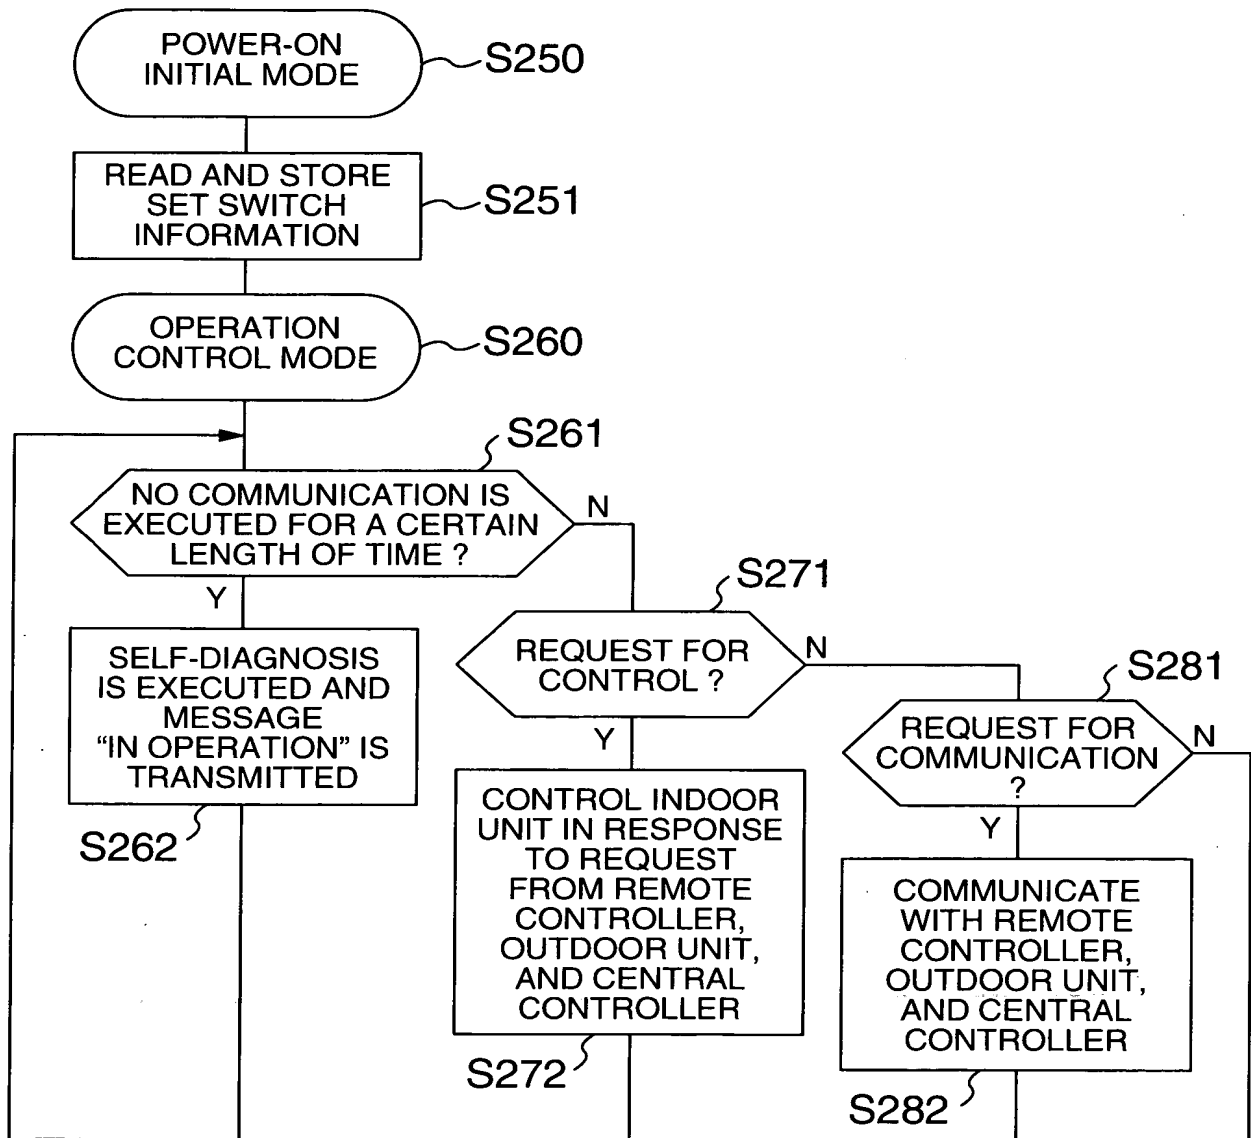 POWER-ON
INITIAL MODE
S250
READ AND STORE
SET SWITCH
INFORMATION
S251
OPERATION
CONTROL MODE
S260
S261
NO COMMUNICATION IS
EXECUTED FOR A CERTAIN
LENGTH OF TIME ?
N
Y
S271
REQUEST FOR
CONTROL ?
N
Y
S281
REQUEST FOR
COMMUNICATION
?
N
Y
SELF-DIAGNOSIS
IS EXECUTED AND
MESSAGE
“IN OPERATION” IS
TRANSMITTED
S262
CONTROL INDOOR
UNIT IN RESPONSE
TO REQUEST
FROM REMOTE
CONTROLLER,
OUTDOOR UNIT,
AND CENTRAL
CONTROLLER
S272
COMMUNICATE
WITH REMOTE
CONTROLLER,
OUTDOOR UNIT,
AND CENTRAL
CONTROLLER
S282